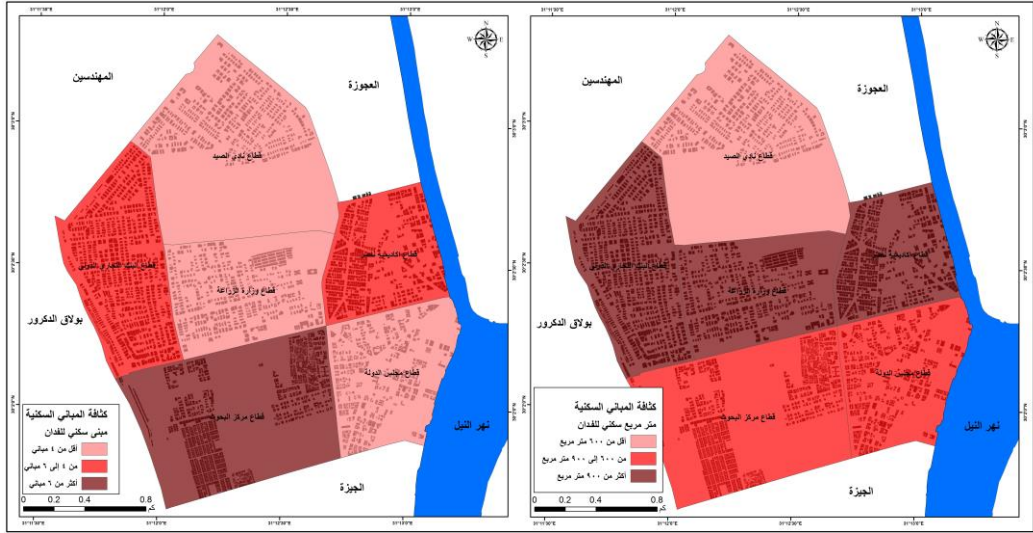 المهندسين
العجوزة
قطاع نادي الصيد
قطاع وزارة الزراعة
بولاق الدكرور
قطاع مجلس الدولة
قطاع مركز البحوث
نهر النيل
الجيزة
كثافة المباني السكنية
مبنى سكني للفدان
أقل من ٤ مباني
من ٤ إلى ٦ مباني
أكثر من ٦ مباني
0 0.4 0.8
كم
N
W E
S
المهندسين
العجوزة
قطاع نادي الصيد
قطاع وزارة الزراعة
بولاق الدكرور
قطاع مجلس الدولة
قطاع مركز البحوث
نهر النيل
الجيزة
كثافة المباني السكنية
متر مربع سكني للفدان
أقل من ٦٠٠ متر مربع
من ٦٠٠ إلى ٩٠٠ متر مربع
أكثر من ٩٠٠ متر مربع
0 0.2 0.4 0.8
كم
N
W E
S